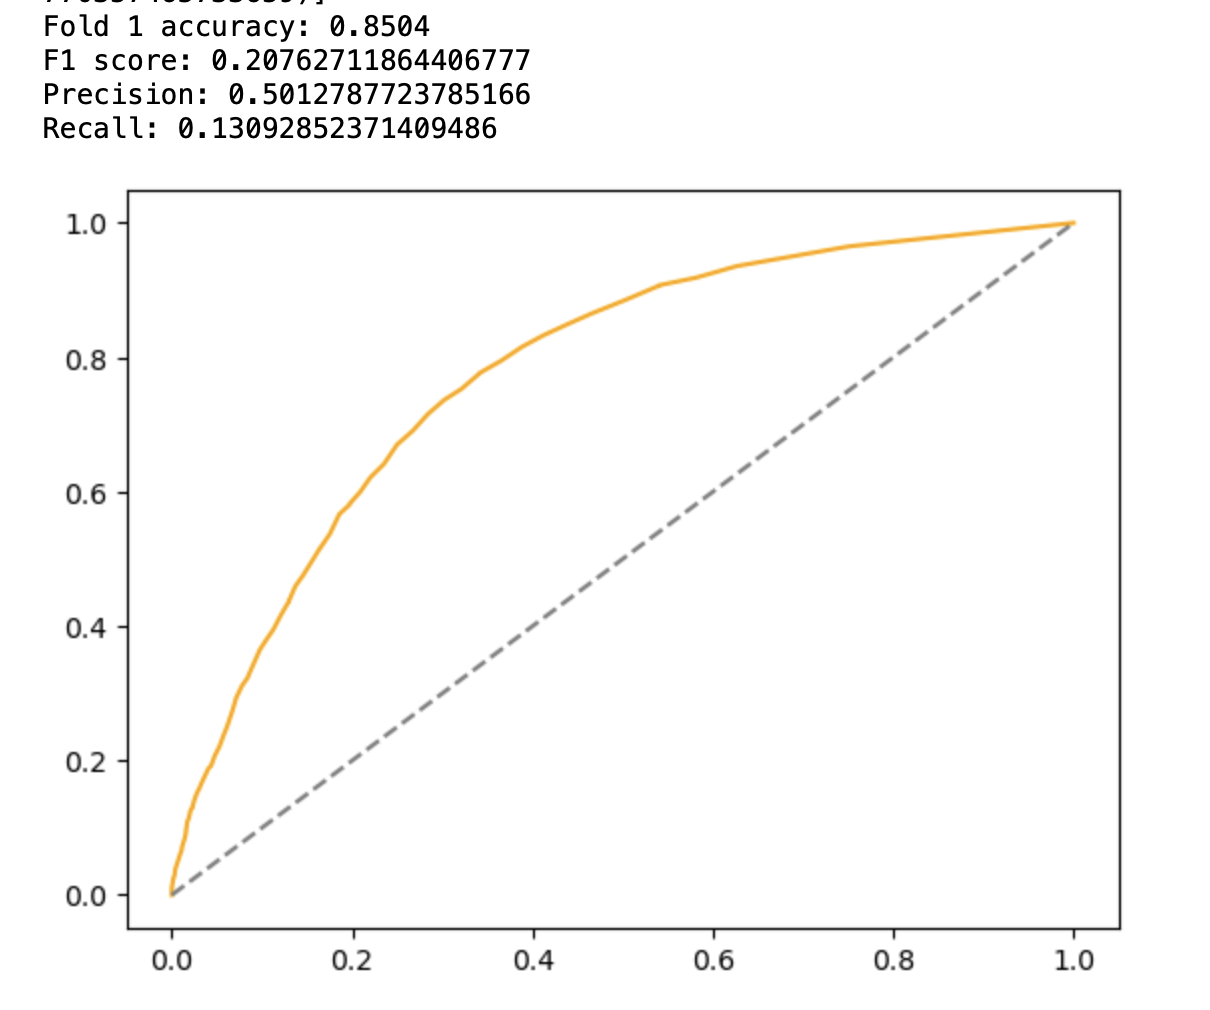 Fold 1 accuracy: 0.8504
F1 score: 0.20762711864406777
Precision: 0.5012787723785166
Recall: 0.13092852371409486
1.0
0.8
0.6
0.4
0.2
0.0
0.0 0.2 0.4 0.6 0.8 1.0